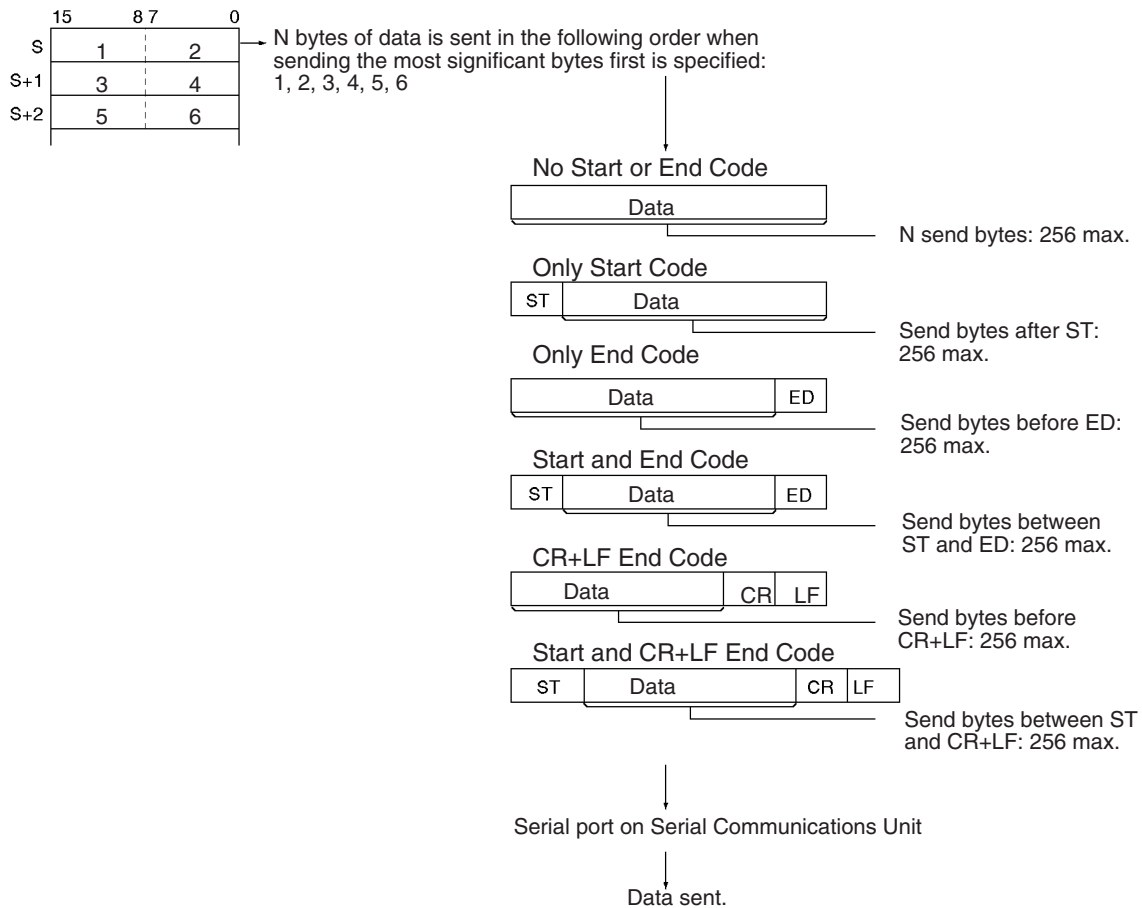 15 8 7 0
S 1 2
S+1 3 4
S+2 5 6
N bytes of data is sent in the following order when
sending the most significant bytes first is specified:
1, 2, 3, 4, 5, 6
No Start or End Code
Data
N send bytes: 256 max.
Only Start Code
ST Data
Send bytes after ST:
256 max.
Only End Code
Data ED
Send bytes before ED:
256 max.
Start and End Code
ST Data ED
Send bytes between
ST and ED: 256 max.
CR+LF End Code
Data CR LF
Send bytes before
CR+LF: 256 max.
Start and CR+LF End Code
ST Data CR LF
Send bytes between ST
and CR+LF: 256 max.
Serial port on Serial Communications Unit
Data sent.